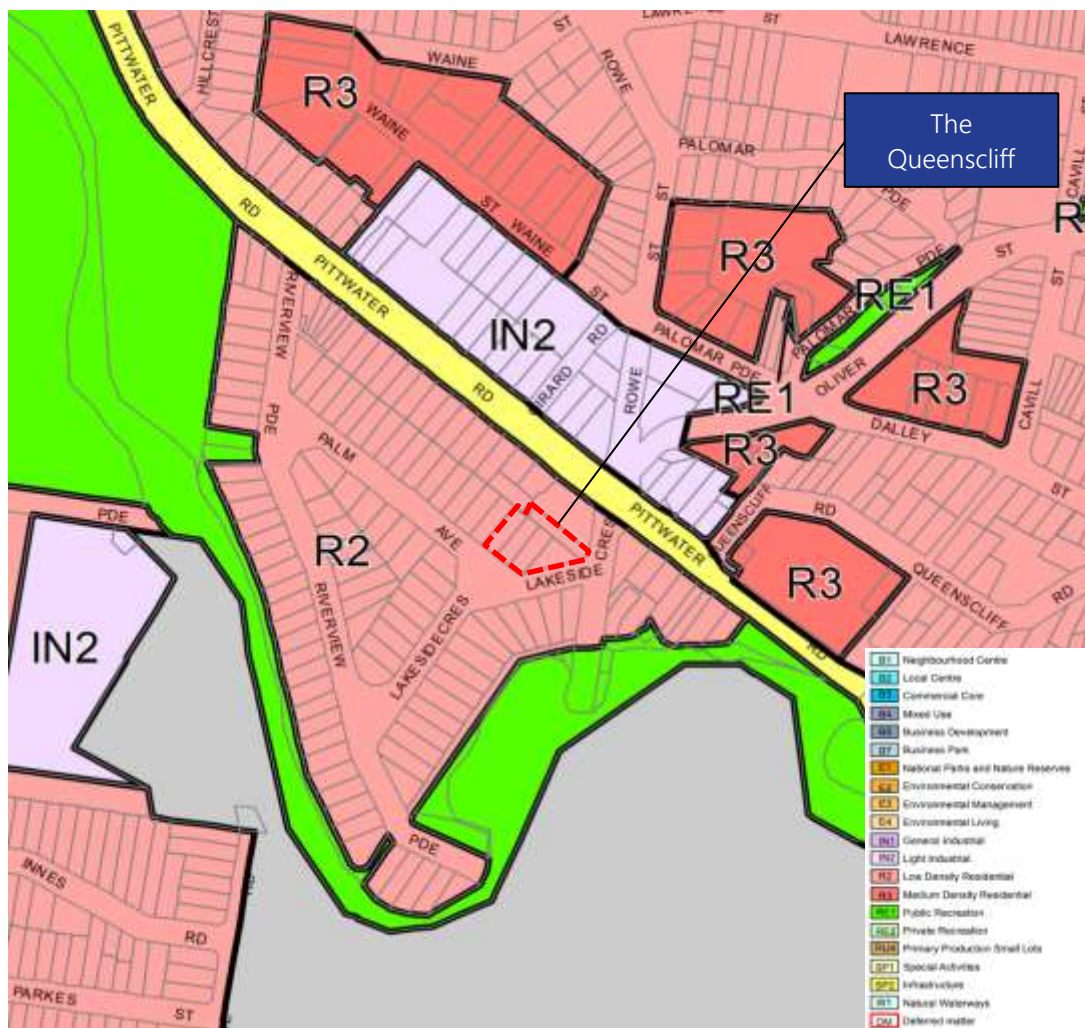 LAWRENCE
ST
LAWRENCE
HILLCREST
ST
PITTWATER
WAINE
ROWE
R3
WAINE
The
Queenscliff
PALOMAR
CAVILL
PDE
ST
ST
R
RD
ST
WAINE
ST
R3
PDE
ST
ST
RE1
PITTWATER
RIVERVIEW
IN2
RD
ST
PALOMAR
PALOMAR PDE
OLIVER
RD
ROWE
RE1
R3
CAVILL
DALLEY
R3
PDE
PALM
PITTWATER
ST
RD
PDE
AVE
CRES
R2
LAKESIDE
QUEENSCLIFF
RD
R3
RIVERVIEW
IN2
LAKESIDE CRES
RD
PDE
INNES
RD
PARKES
ST
B1 Neighbourhood Centre
B2 Local Centre
B3 Commercial Core
B4 Mixed Use
B5 Business Development
B7 Business Park
E1 National Parks and Nature Reserves
E2 Environmental Conservation
E3 Environmental Management
E4 Environmental Living
IN1 General Industrial
IN2 Light Industrial
R2 Low Density Residential
R3 Medium Density Residential
RE1 Public Recreation
RE2 Private Recreation
RU4 Primary Production Small Lots
SP1 Special Activities
SP2 Infrastructure
W1 Natural Waterways
DM Deferred matter